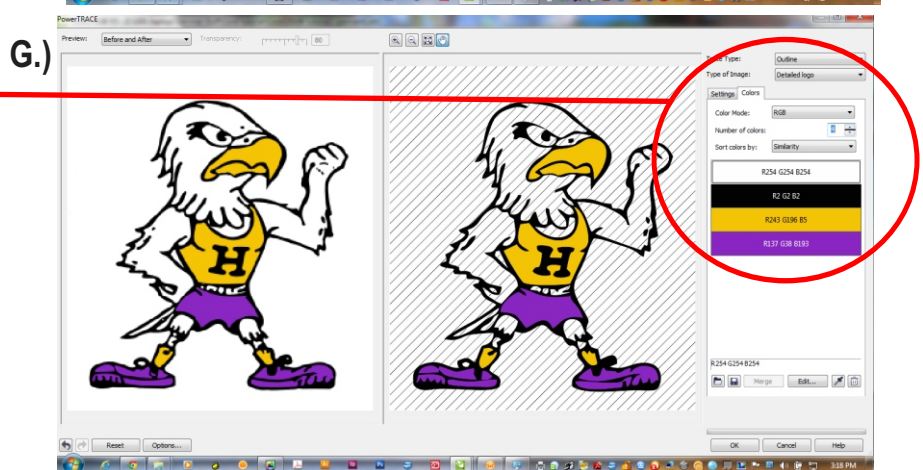 PowerTRACE
G.)
Preview: Before and After Transparency: 80
Trace Type: Outline
Type of Image: Detailed logo
Settings Colors
Color Mode: RGB
Number of colors: 4
Sort colors by: Similarity
R254 G254 B254
R2 G2 B2
R243 G196 B5
R137 G38 B193
H H
R254 G254 B254
Merge Edit...
Reset Options... OK Cancel Help
3:18 PM